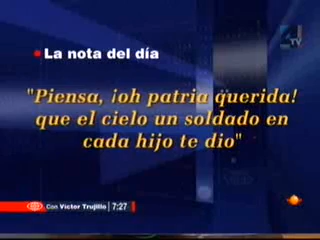 La nota del día
"Piensa, ¡oh patria querida!
que el cielo un soldado en
cada hijo te dio"
Con Víctor Trujillo 7:27